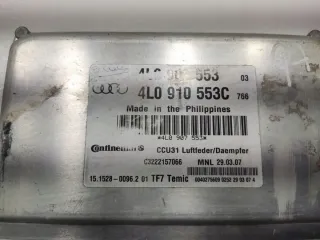 4L0 907 553 03
4L0 910 553C 756
Made in the Philippines
*4L0 907 553*
Continental CCU31 Luftfeder/Daempfer
C3222157066 MNL 29.03.07
15.1528-0096.2 01 TF7 Temic